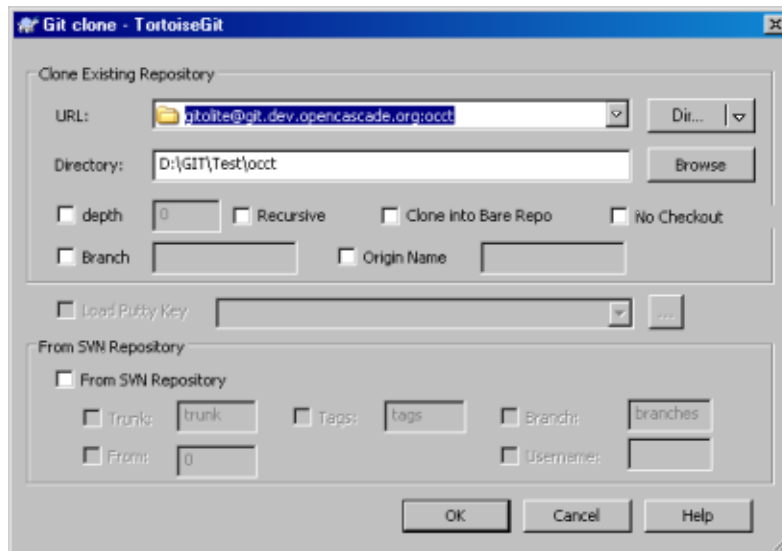 Git clone - TortoiseGit
Clone Existing Repository
URL: gitolite@git.dev.opencascade.org:occt Dir...
Directory: D:\GIT\Test\occt Browse
depth 0 Recursive Clone into Bare Repo No Checkout
Branch Origin Name
Load Putty Key ...
From SVN Repository
From SVN Repository
Trunk: trunk Tags: tags Branch: branches
From: 0 Username:
OK Cancel Help